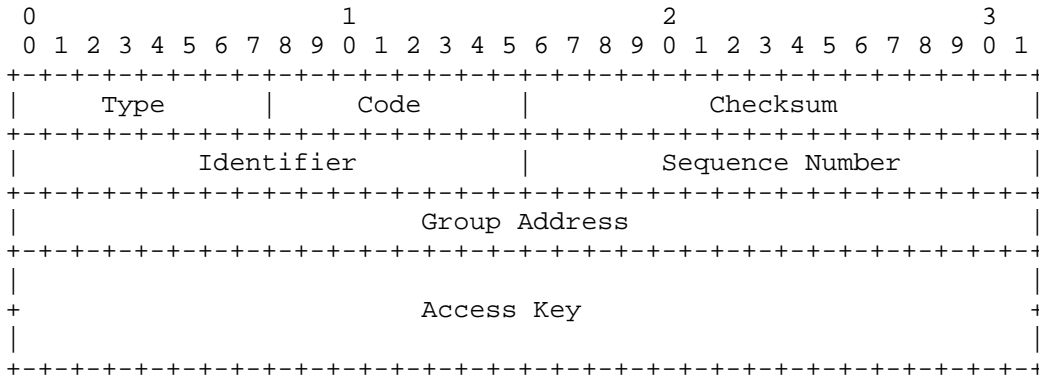 0                   1                   2                   3
 0 1 2 3 4 5 6 7 8 9 0 1 2 3 4 5 6 7 8 9 0 1 2 3 4 5 6 7 8 9 0 1
+-+-+-+-+-+-+-+-+-+-+-+-+-+-+-+-+-+-+-+-+-+-+-+-+-+-+-+-+-+-+-+-+
|     Type      |     Code      |           Checksum            |
+-+-+-+-+-+-+-+-+-+-+-+-+-+-+-+-+-+-+-+-+-+-+-+-+-+-+-+-+-+-+-+-+
|           Identifier          |        Sequence Number        |
+-+-+-+-+-+-+-+-+-+-+-+-+-+-+-+-+-+-+-+-+-+-+-+-+-+-+-+-+-+-+-+-+
|                         Group Address                         |
+-+-+-+-+-+-+-+-+-+-+-+-+-+-+-+-+-+-+-+-+-+-+-+-+-+-+-+-+-+-+-+-+
|                                                               |
+                         Access Key                            +
|                                                               |
+-+-+-+-+-+-+-+-+-+-+-+-+-+-+-+-+-+-+-+-+-+-+-+-+-+-+-+-+-+-+-+-+